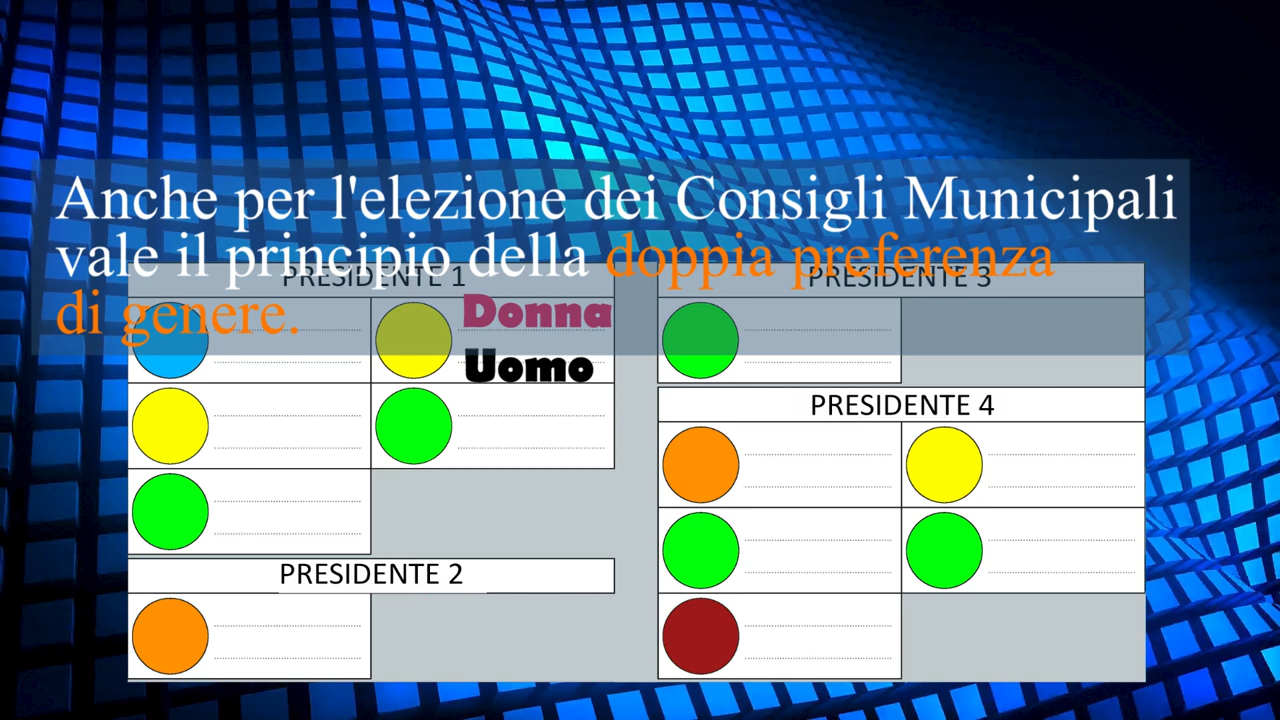 Anche per l'elezione dei Consigli Municipali
vale il principio della doppia preferenza
di genere.
PRESIDENTE 1
Donna
Uomo
PRESIDENTE 2
PRESIDENTE 3
PRESIDENTE 4